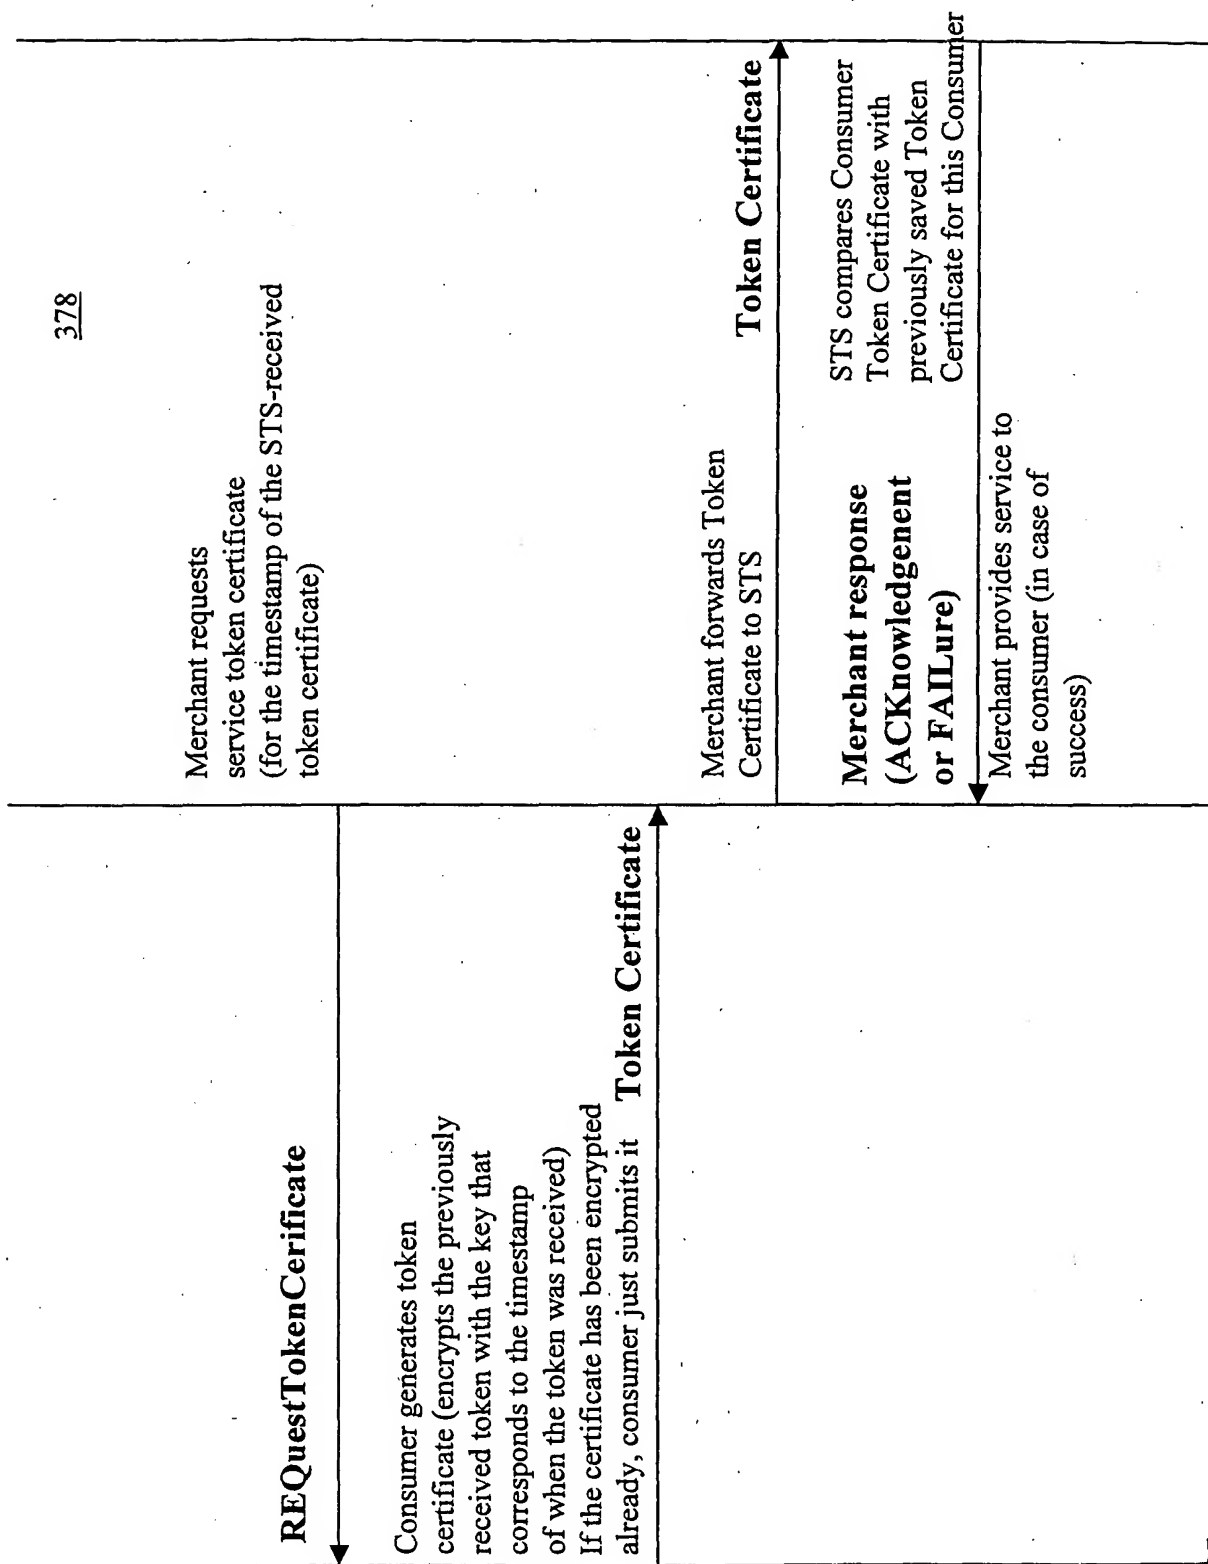 378
Merchant requests
service token certificate
(for the timestamp of the STS-received
token certificate)
REQuestTokenCerificate
Consumer generates token
certificate (encrypts the previously
received token with the key that
corresponds to the timestamp
of when the token was received)
If the certificate has been encrypted
already, consumer just submits it
Token Certificate
Merchant forwards Token
Certificate to STS
Token Certificate
STS compares Consumer
Token Certificate with
previously saved Token
Certificate for this Consumer
Merchant response
(ACKnowledgenent
or FAILure)
Merchant provides service to
the consumer (in case of
success)